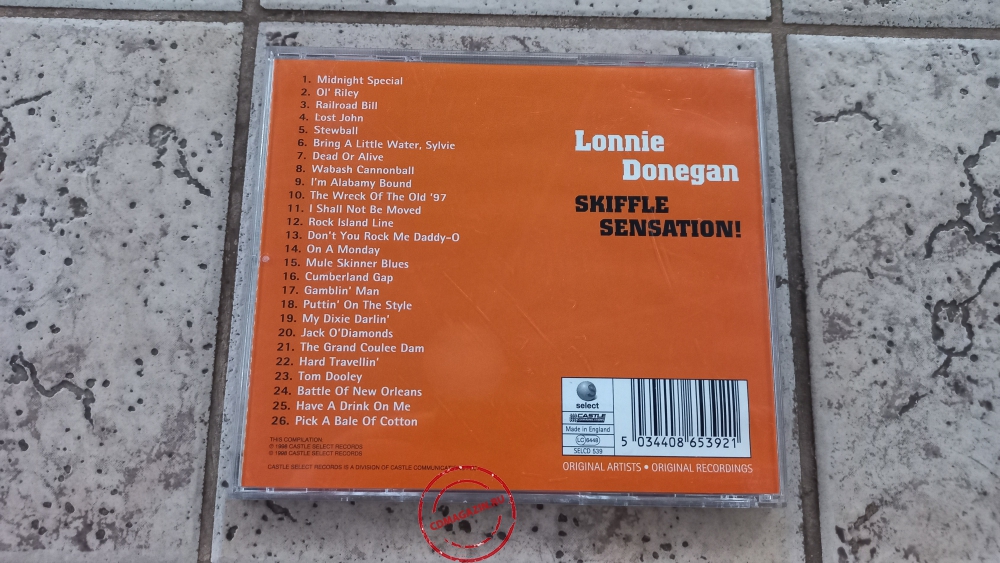 1. Midnight Special
2. Ol' Riley
3. Railroad Bill
4. Lost John
5. Stewball
6. Bring A Little Water, Sylvie
7. Dead Or Alive
8. Wabash Cannonball
9. I'm Alabamy Bound
10. The Wreck Of The Old '97
11. I Shall Not Be Moved
12. Rock Island Line
13. Don't You Rock Me Daddy-O
14. On A Monday
15. Mule Skinner Blues
16. Cumberland Gap
17. Gamblin' Man
18. Puttin' On The Style
19. My Dixie Darlin'
20. Jack O'Diamonds
21. The Grand Coulee Dam
22. Hard Travellin'
23. Tom Dooley
24. Battle Of New Orleans
25. Have A Drink On Me
26. Pick A Bale Of Cotton
THIS COMPILATION
℗ 1998 CASTLE SELECT RECORDS
© 1998 CASTLE SELECT RECORDS
CASTLE SELECT RECORDS IS A DIVISION OF CASTLE
Lonnie
Donegan
SKIFFLE
SENSATION!
select
CASTLE
Made in England
LC 6448
SELCD 539
5 034408 653921
ORIGINAL ARTISTS • ORIGINAL RECORDINGS
CDMAGAZIN.RU